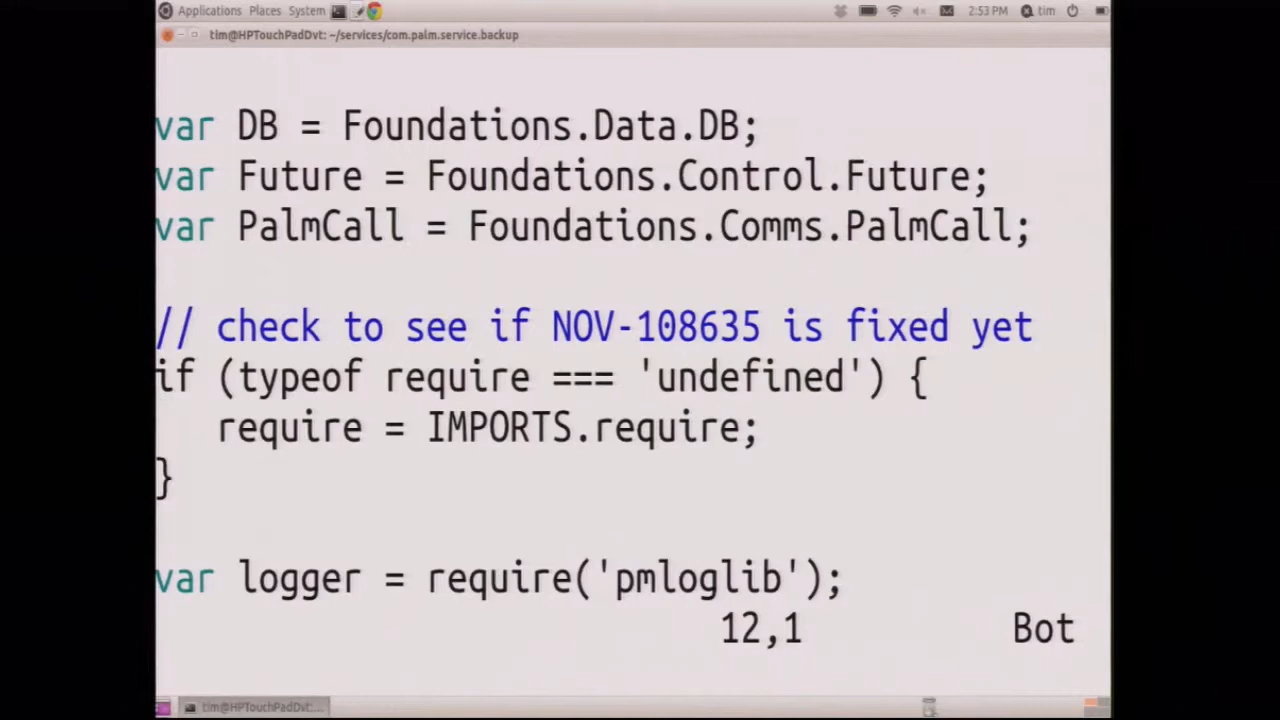 Applications Places System 2:53 PM tim
tim@HPTouchPadDvt: ~/services/com.palm.service.backup
var DB = Foundations.Data.DB;
var Future = Foundations.Control.Future;
var PalmCall = Foundations.Comms.PalmCall;
// check to see if NOV-108635 is fixed yet
if (typeof require === 'undefined') {
require = IMPORTS.require;
}
var logger = require('pmloglib');
12,1 Bot
tim@HPTouchPadDvt:...